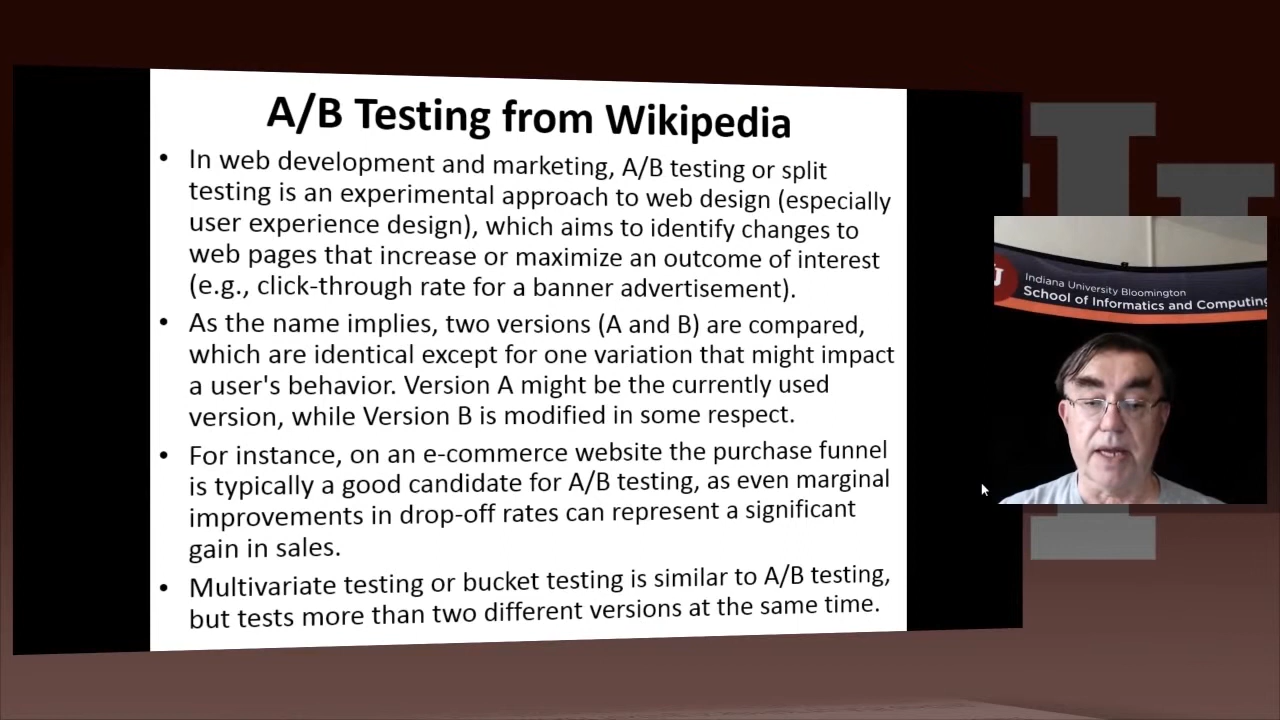 A/B Testing from Wikipedia
• In web development and marketing, A/B testing or split
testing is an experimental approach to web design (especially
user experience design), which aims to identify changes to
web pages that increase or maximize an outcome of interest
(e.g., click-through rate for a banner advertisement).
• As the name implies, two versions (A and B) are compared,
which are identical except for one variation that might impact
a user's behavior. Version A might be the currently used
version, while Version B is modified in some respect.
• For instance, on an e-commerce website the purchase funnel
is typically a good candidate for A/B testing, as even marginal
improvements in drop-off rates can represent a significant
gain in sales.
• Multivariate testing or bucket testing is similar to A/B testing,
but tests more than two different versions at the same time.
Indiana University Bloomington
School of Informatics and Computing